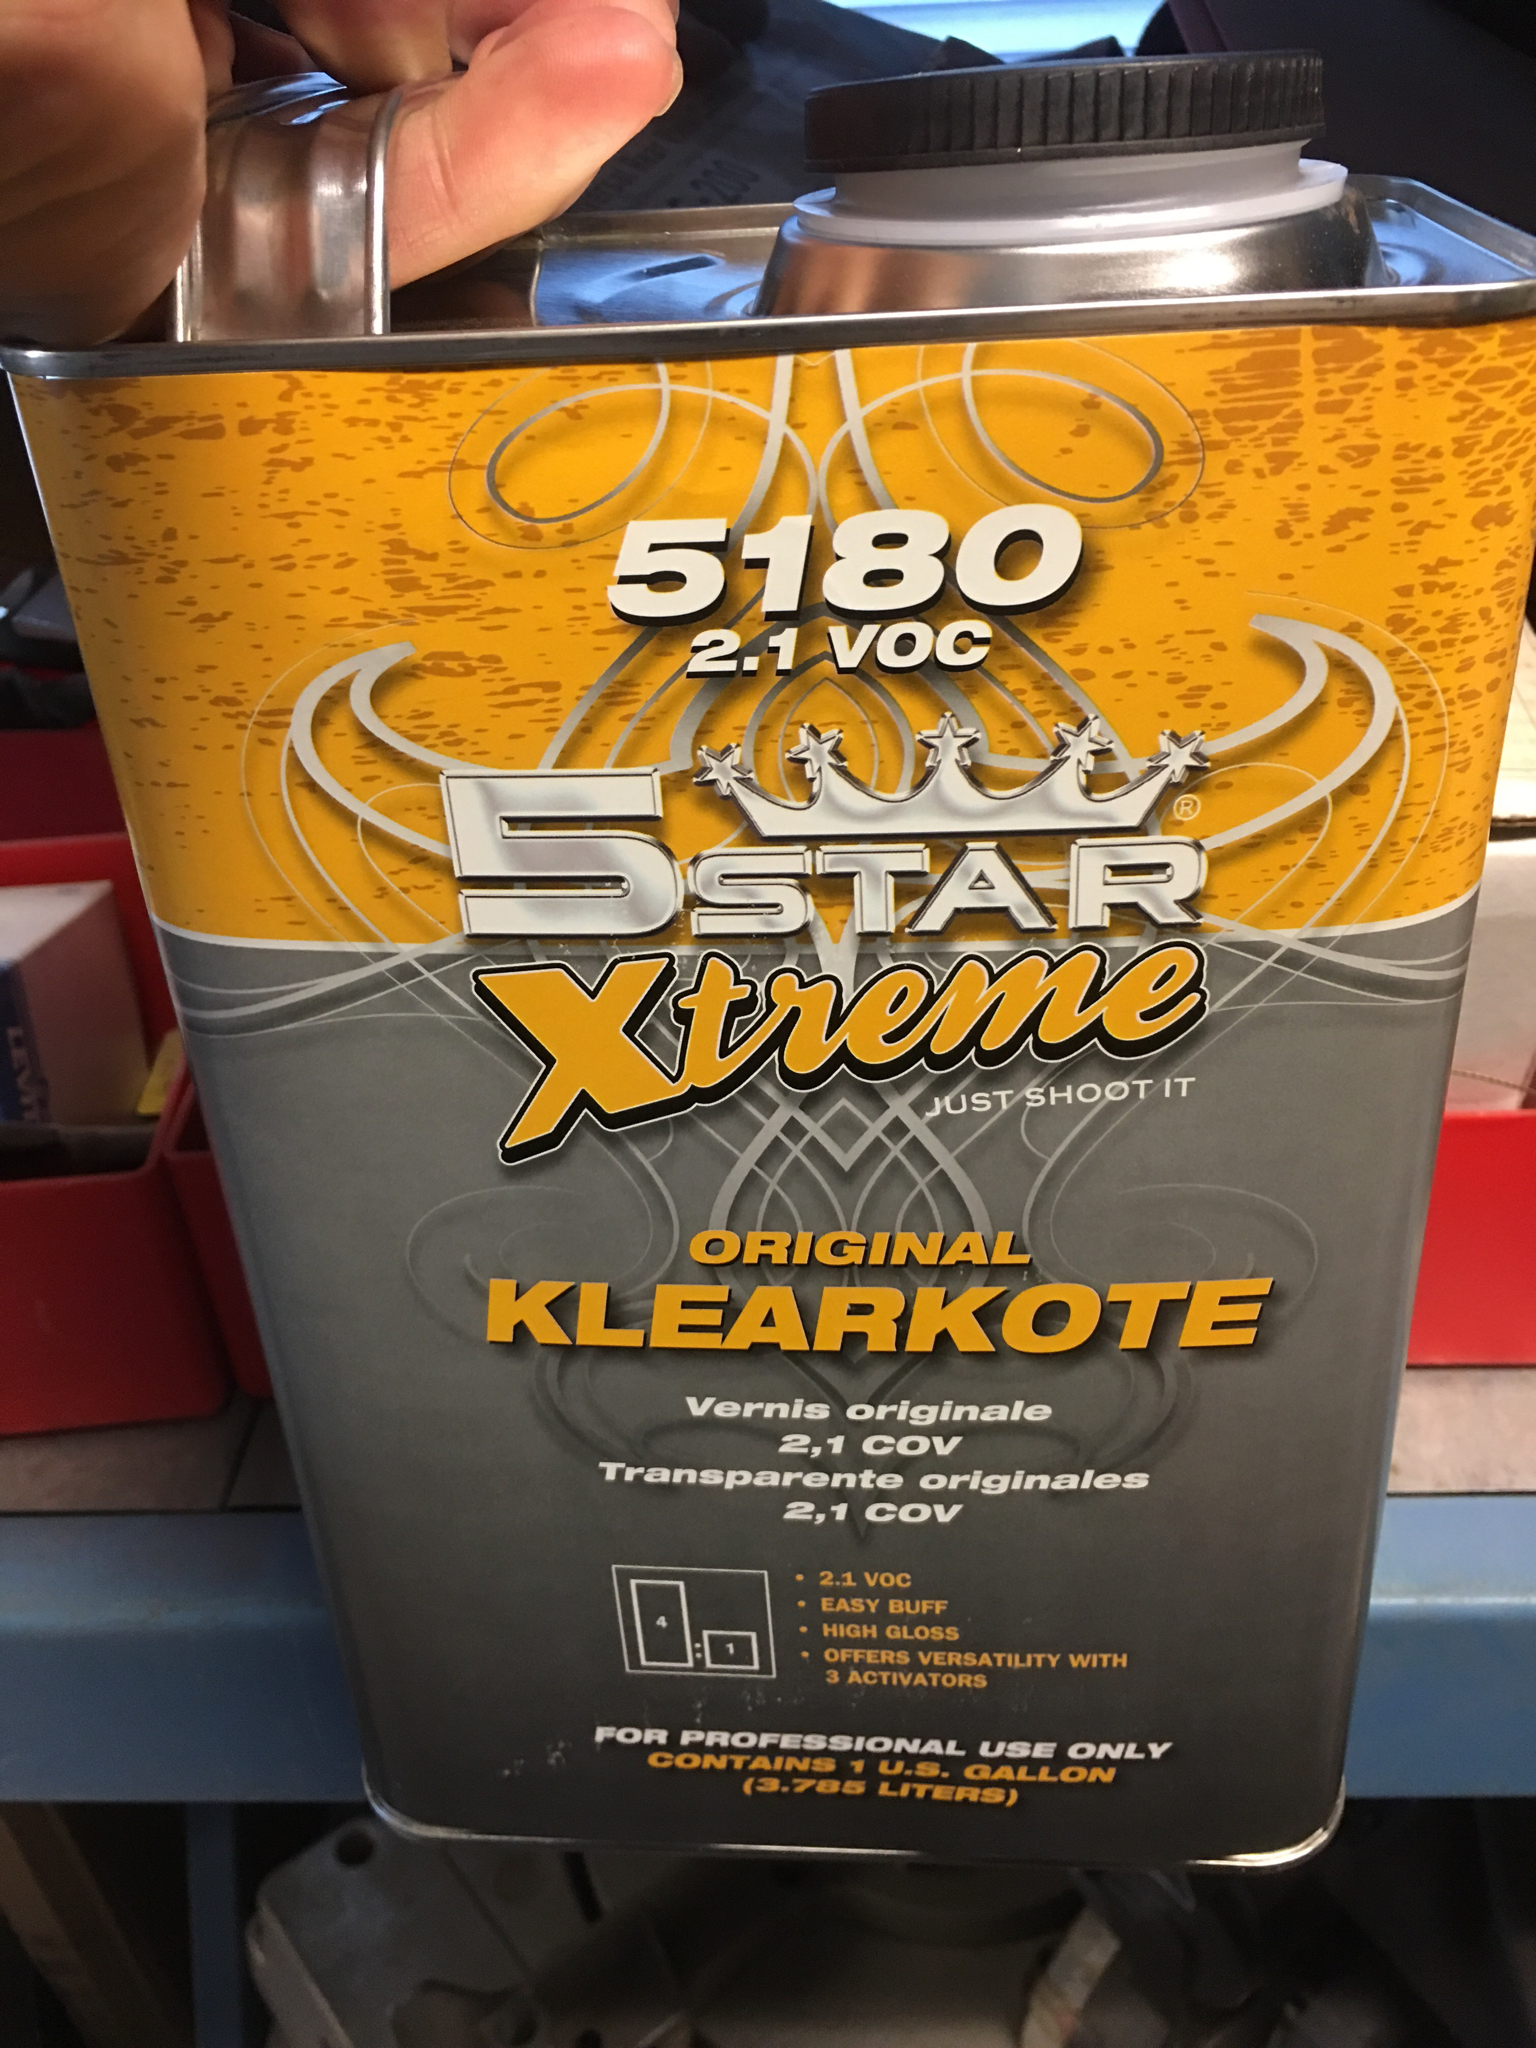 5180
2.1 VOC
5 STAR®
Xtreme
JUST SHOOT IT
ORIGINAL
KLEARKOTE
Vernis originale
2,1 COV
Transparente originales
2,1 COV
4 : 1
• 2.1 VOC
• EASY BUFF
• HIGH GLOSS
• OFFERS VERSATILITY WITH
3 ACTIVATORS
FOR PROFESSIONAL USE ONLY
CONTAINS 1 U.S. GALLON
(3.785 LITERS)